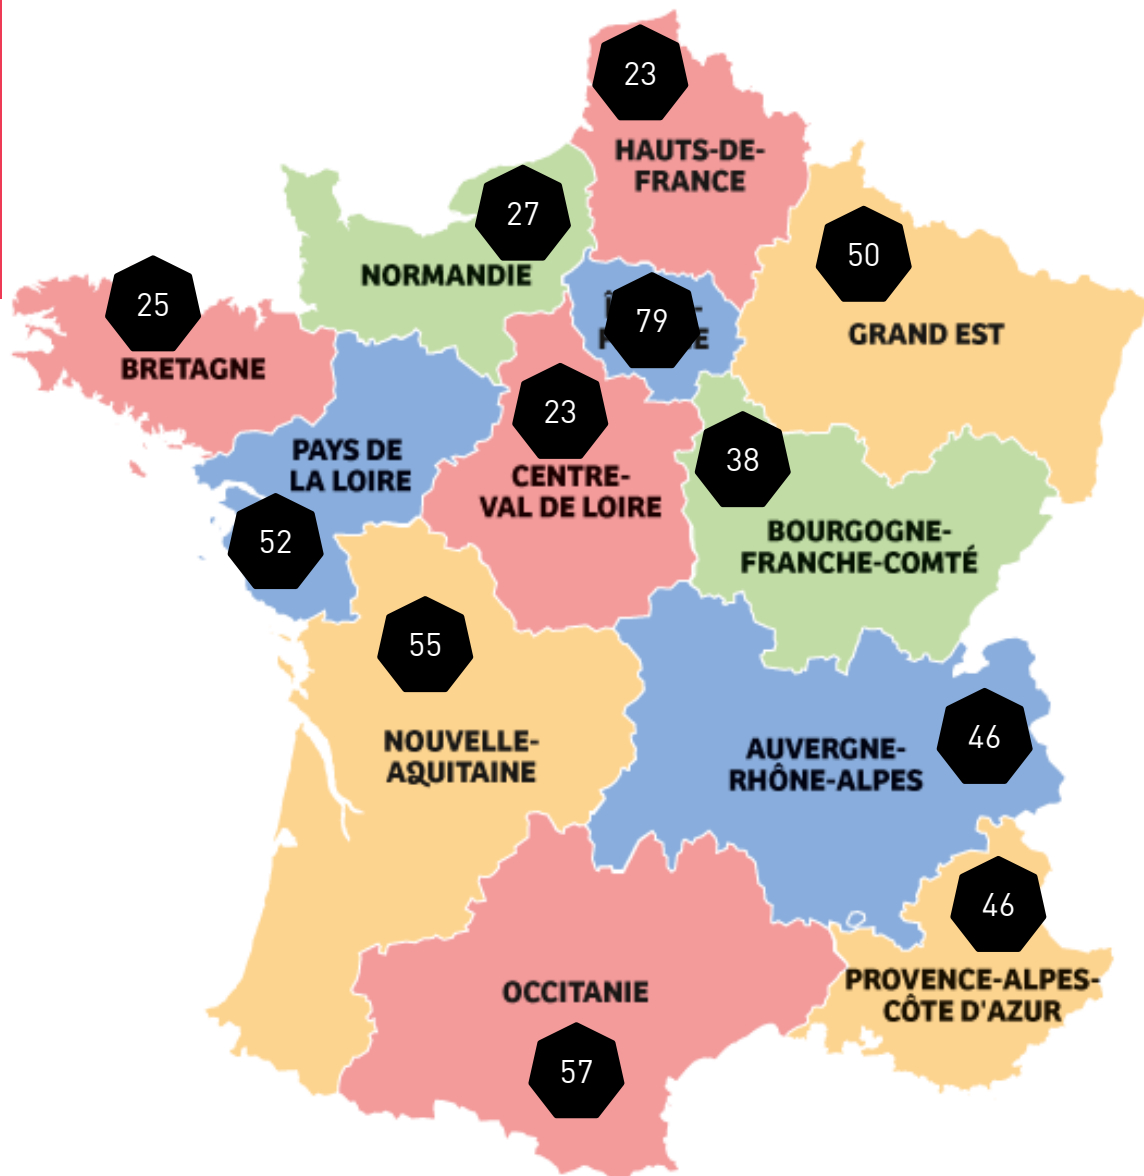 23
HAUTS-DE-
FRANCE
27
NORMANDIE
50
GRAND EST
25
BRETAGNE
79
PAYS DE
LA LOIRE
23
CENTRE-
VAL DE LOIRE
38
BOURGOGNE-
FRANCHE-COMTÉ
52
55
NOUVELLE-
AQUITAINE
46
AUVERGNE-
RHÔNE-ALPES
46
PROVENCE-ALPES-
CÔTE D'AZUR
OCCITANIE
57